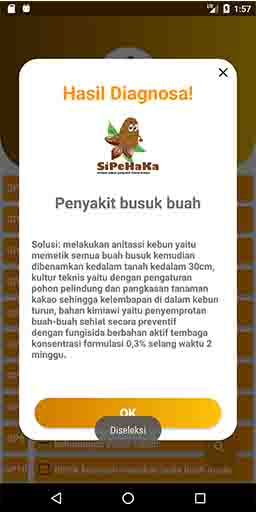 1:57
Hasil Diagnosa!
SiPeHaKa
Penyakit busuk buah
Solusi: melakukan anitassi kebun yaitu
memetik semua buah busuk kemudian
dibenamkan kedalam tanah kedalam 30cm,
kultur teknis yaitu dengan pengaturan
pohon pelindung dan pangkasan tanaman
kakao sehingga kelembapan di dalam kebun
turun, bahan kimiawi yaitu penyemprotan
buah-buah sehiat secara preventif
dengan fungisida berbahan aktif tembaga
konsentrasi formulasi 0,3% selang waktu 2
minggu.
OK
Diseleksi